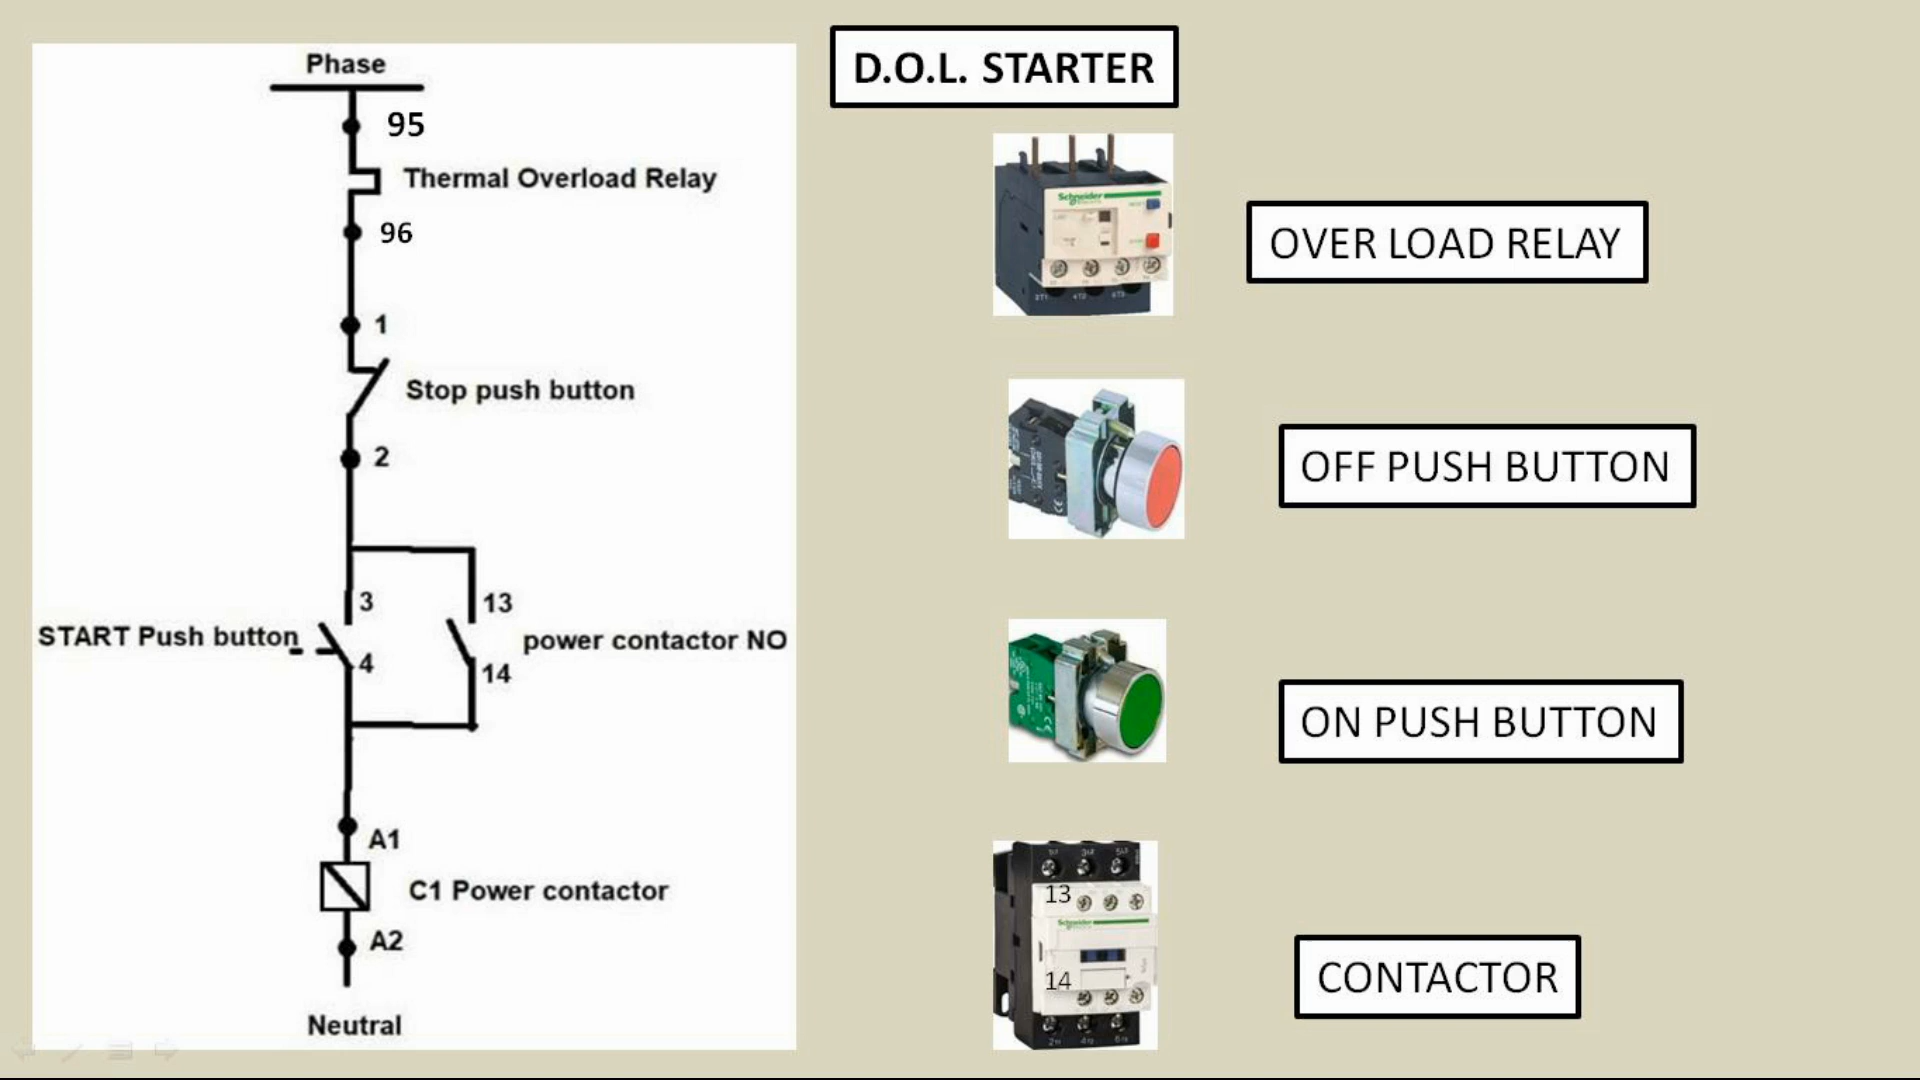 Phase
95
Thermal Overload Relay
96
1
Stop push button
2
3
13
START Push button
power contactor NO
4
14
A1
C1 Power contactor
A2
Neutral
D.O.L. STARTER
Schneider
OVER LOAD RELAY
OFF PUSH BUTTON
ON PUSH BUTTON
13
Schneider
14
CONTACTOR